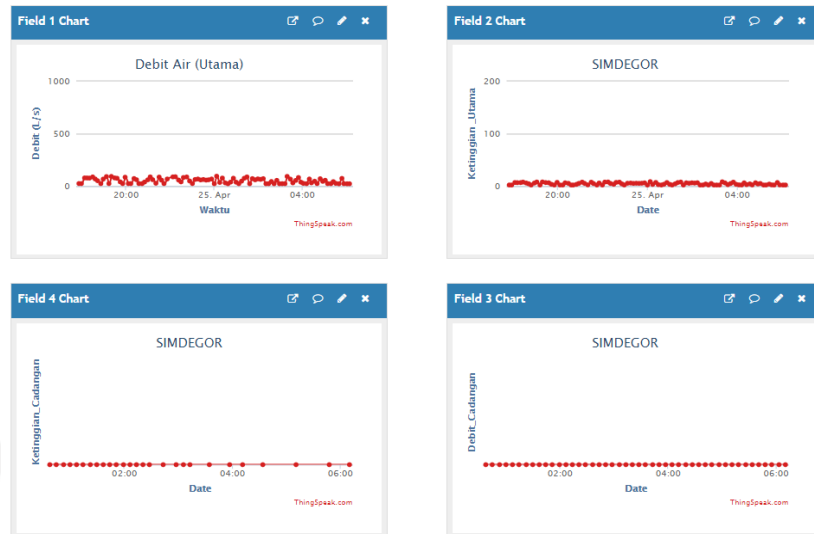 Field 1 Chart
Debit Air (Utama)
1000
500
0
Debit (L/s)
20:00
25. Apr
04:00
Waktu
ThingSpeak.com
Field 2 Chart
SIMDEGOR
200
100
0
Ketinggian _Utama
20:00
25. Apr
04:00
Date
ThingSpeak.com
Field 4 Chart
SIMDEGOR
Ketinggian_Cadangan
02:00
04:00
06:00
Date
ThingSpeak.com
Field 3 Chart
SIMDEGOR
Debit_Cadangan
02:00
04:00
06:00
Date
ThingSpeak.com